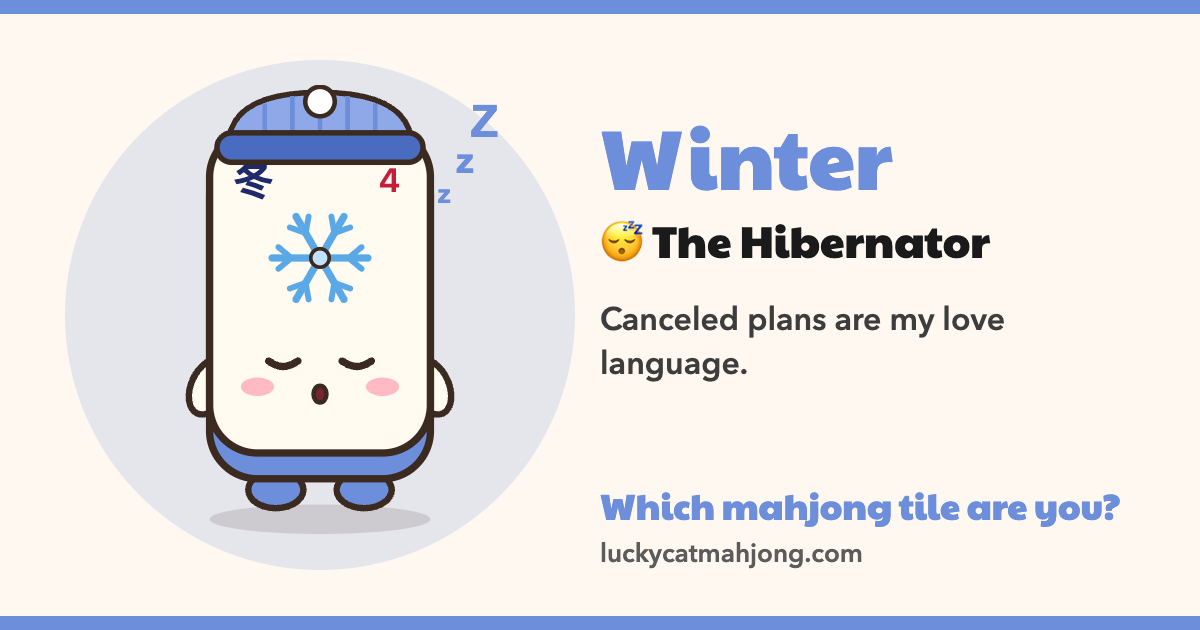 Z
z
z
冬 4
Winter
😴 The Hibernator
Canceled plans are my love
language.
Which mahjong tile are you?
luckycatmahjong.com